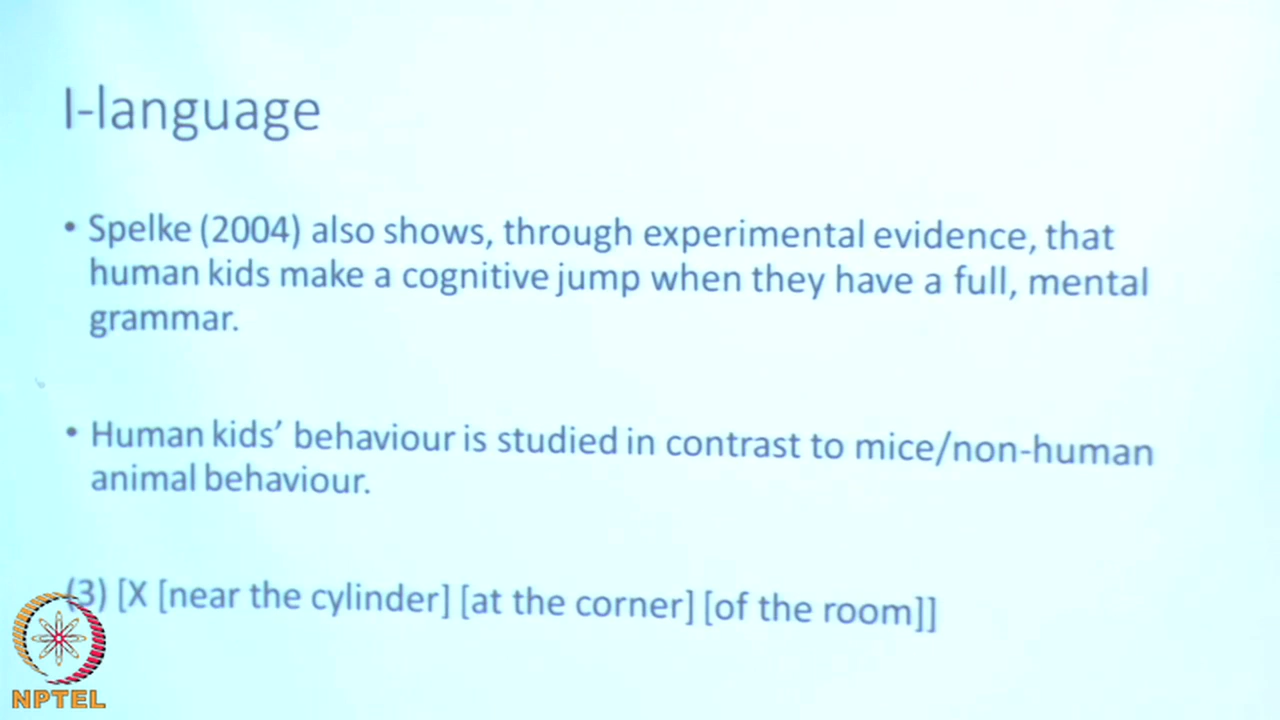 I-language
• Spelke (2004) also shows, through experimental evidence, that
human kids make a cognitive jump when they have a full, mental
grammar.
• Human kids' behaviour is studied in contrast to mice/non-human
animal behaviour.
(3) [X [near the cylinder] [at the corner] [of the room]]
NPTEL